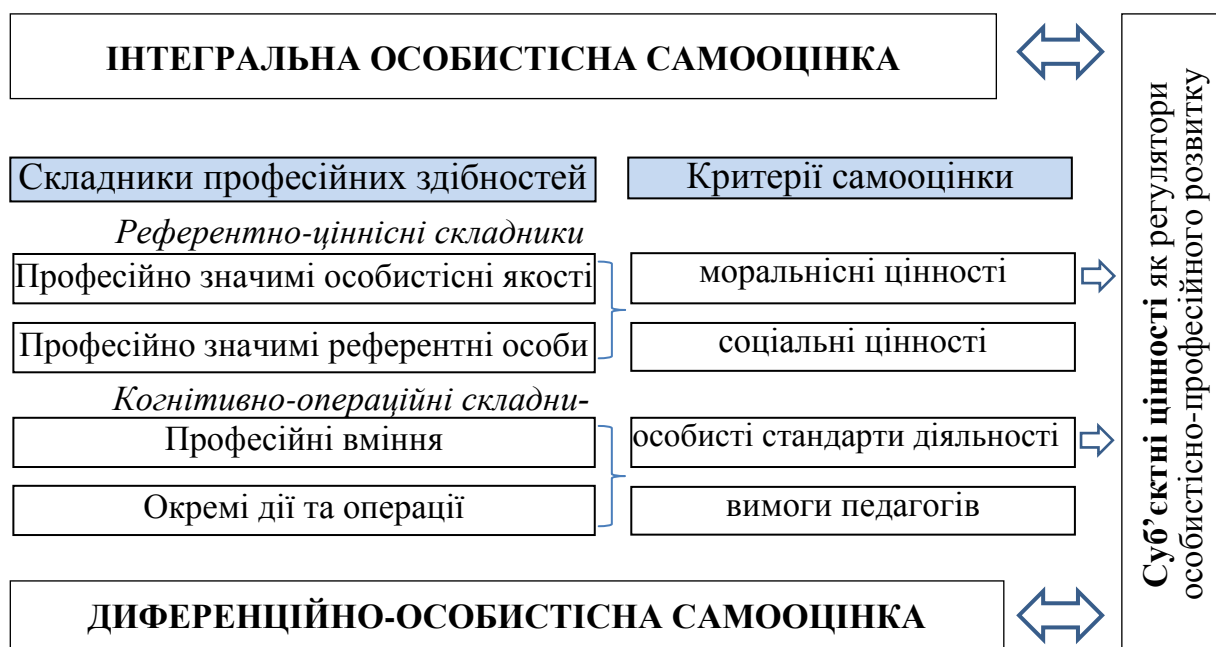 ІНТЕГРАЛЬНА ОСОБИСТІСНА САМООЦІНКА
Складники професійних здібностей
Критерії самооцінки
Референтно-ціннісні складники
Професійно значимі особистісні якості
моральнісні цінності
Професійно значимі референтні особи
соціальні цінності
Когнітивно-операційні складни-
Професійні вміння
особисті стандарти діяльності
Окремі дії та операції
вимоги педагогів
ДИФЕРЕНЦІЙНО-ОСОБИСТІСНА САМООЦІНКА
Суб’єктні цінності як регулятори
особистісно-професійного розвитку